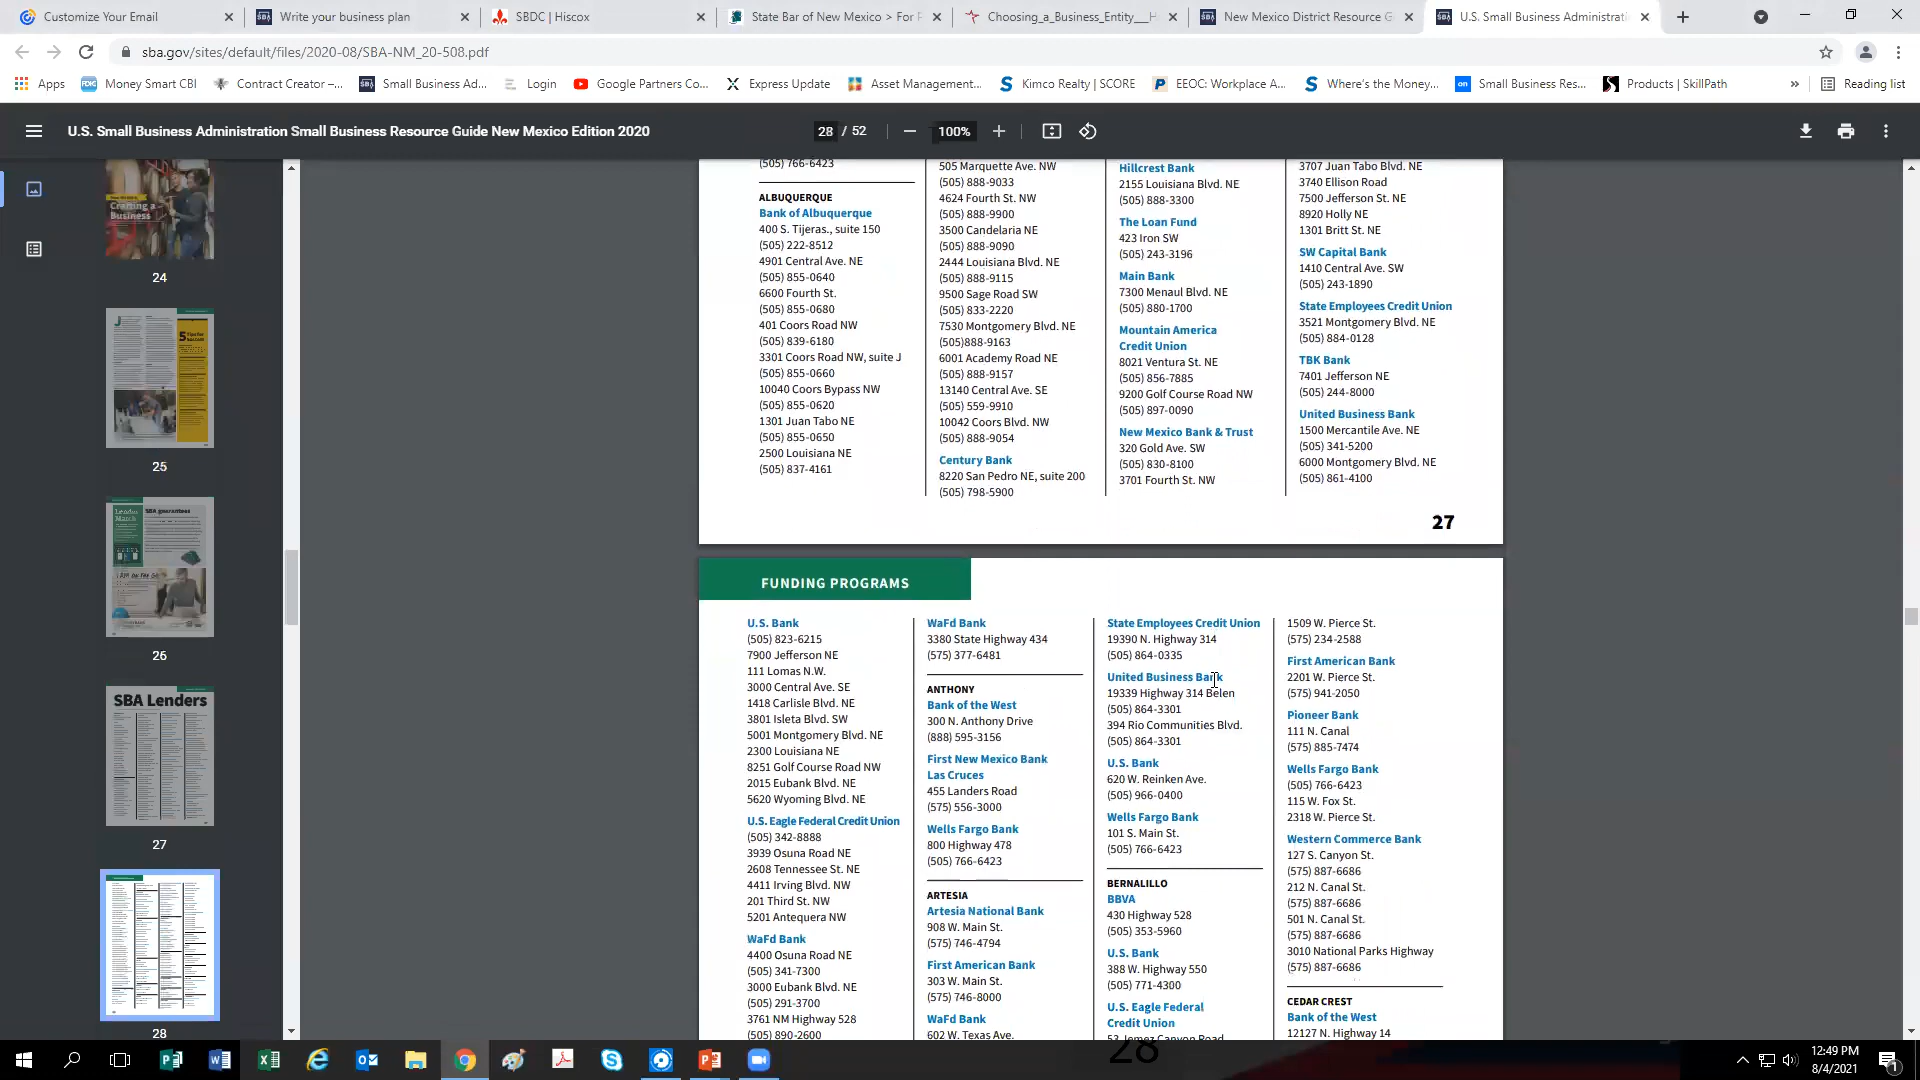 Customize Your Email
Write your business plan
SBDC | Hiscox
State Bar of New Mexico > For P
Choosing_a_Business_Entity___H
New Mexico District Resource G
U.S. Small Business Administrati
sba.gov/sites/default/files/2020-08/SBA-NM_20-508.pdf
Apps
Money Smart CBI
Contract Creator –...
Small Business Ad...
Login
Google Partners Co...
Express Update
Asset Management...
Kimco Realty | SCORE
EEOC: Workplace A...
Where's the Money...
Small Business Res...
Products | SkillPath
Reading list
U.S. Small Business Administration Small Business Resource Guide New Mexico Edition 2020
28 / 52
100%
24
25
26
SBA Lenders
27
28
(505) 766-6423
ALBUQUERQUE
Bank of Albuquerque
400 S. Tijeras., suite 150
(505) 222-8512
4901 Central Ave. NE
(505) 855-0640
6600 Fourth St.
(505) 855-0680
401 Coors Road NW
(505) 839-6180
3301 Coors Road NW, suite J
(505) 855-0660
10040 Coors Bypass NW
(505) 855-0620
1301 Juan Tabo NE
(505) 855-0650
2500 Louisiana NE
(505) 837-4161
505 Marquette Ave. NW
(505) 888-9033
4624 Fourth St. NW
(505) 888-9900
3500 Candelaria NE
(505) 888-9090
2444 Louisiana Blvd. NE
(505) 888-9115
9500 Sage Road SW
(505) 833-2220
7530 Montgomery Blvd. NE
(505)888-9163
6001 Academy Road NE
(505) 888-9157
13140 Central Ave. SE
(505) 559-9910
10042 Coors Blvd. NW
(505) 888-9054
Century Bank
8220 San Pedro NE, suite 200
(505) 798-5900
Hillcrest Bank
2155 Louisiana Blvd. NE
(505) 888-3300
The Loan Fund
423 Iron SW
(505) 243-3196
Main Bank
7300 Menaul Blvd. NE
(505) 880-1700
Mountain America
Credit Union
8021 Ventura St. NE
(505) 856-7885
9200 Golf Course Road NW
(505) 897-0090
New Mexico Bank & Trust
320 Gold Ave. SW
(505) 830-8100
3701 Fourth St. NW
3707 Juan Tabo Blvd. NE
3740 Ellison Road
7500 Jefferson St. NE
8920 Holly NE
1301 Britt St. NE
SW Capital Bank
1410 Central Ave. SW
(505) 243-1890
State Employees Credit Union
3521 Montgomery Blvd. NE
(505) 884-0128
TBK Bank
7401 Jefferson NE
(505) 244-8000
United Business Bank
1500 Mercantile Ave. NE
(505) 341-5200
6000 Montgomery Blvd. NE
(505) 861-4100
27
FUNDING PROGRAMS
U.S. Bank
(505) 823-6215
7900 Jefferson NE
111 Lomas N.W.
3000 Central Ave. SE
1418 Carlisle Blvd. NE
3801 Isleta Blvd. SW
5001 Montgomery Blvd. NE
2300 Louisiana NE
8251 Golf Course Road NW
2015 Eubank Blvd. NE
5620 Wyoming Blvd. NE
U.S. Eagle Federal Credit Union
(505) 342-8888
3939 Osuna Road NE
2608 Tennessee St. NE
4411 Irving Blvd. NW
201 Third St. NW
5201 Antequera NW
WaFd Bank
4400 Osuna Road NE
(505) 341-7300
3000 Eubank Blvd. NE
(505) 291-3700
3761 NM Highway 528
(505) 890-2600
WaFd Bank
3380 State Highway 434
(575) 377-6481
ANTHONY
Bank of the West
300 N. Anthony Drive
(888) 595-3156
First New Mexico Bank
Las Cruces
455 Landers Road
(575) 556-3000
Wells Fargo Bank
800 Highway 478
(505) 766-6423
ARTESIA
Artesia National Bank
908 W. Main St.
(575) 746-4794
First American Bank
303 W. Main St.
(575) 746-8000
WaFd Bank
602 W. Texas Ave.
State Employees Credit Union
19390 N. Highway 314
(505) 864-0335
United Business Bank
19339 Highway 314 Belen
(505) 864-3301
394 Rio Communities Blvd.
(505) 864-3301
U.S. Bank
620 W. Reinken Ave.
(505) 966-0400
Wells Fargo Bank
101 S. Main St.
(505) 766-6423
BERNALILLO
BBVA
430 Highway 528
(505) 353-5960
U.S. Bank
388 W. Highway 550
(505) 771-4300
U.S. Eagle Federal
Credit Union
53 Jemez Canyon Road
1509 W. Pierce St.
(575) 234-2588
First American Bank
2201 W. Pierce St.
(575) 941-2050
Pioneer Bank
111 N. Canal
(575) 885-7474
Wells Fargo Bank
(505) 766-6423
115 W. Fox St.
2318 W. Pierce St.
Western Commerce Bank
127 S. Canyon St.
(575) 887-6686
212 N. Canal St.
(575) 887-6686
501 N. Canal St.
(575) 887-6686
3010 National Parks Highway
(575) 887-6686
CEDAR CREST
Bank of the West
12127 N. Highway 14
28
12:49 PM
8/4/2021